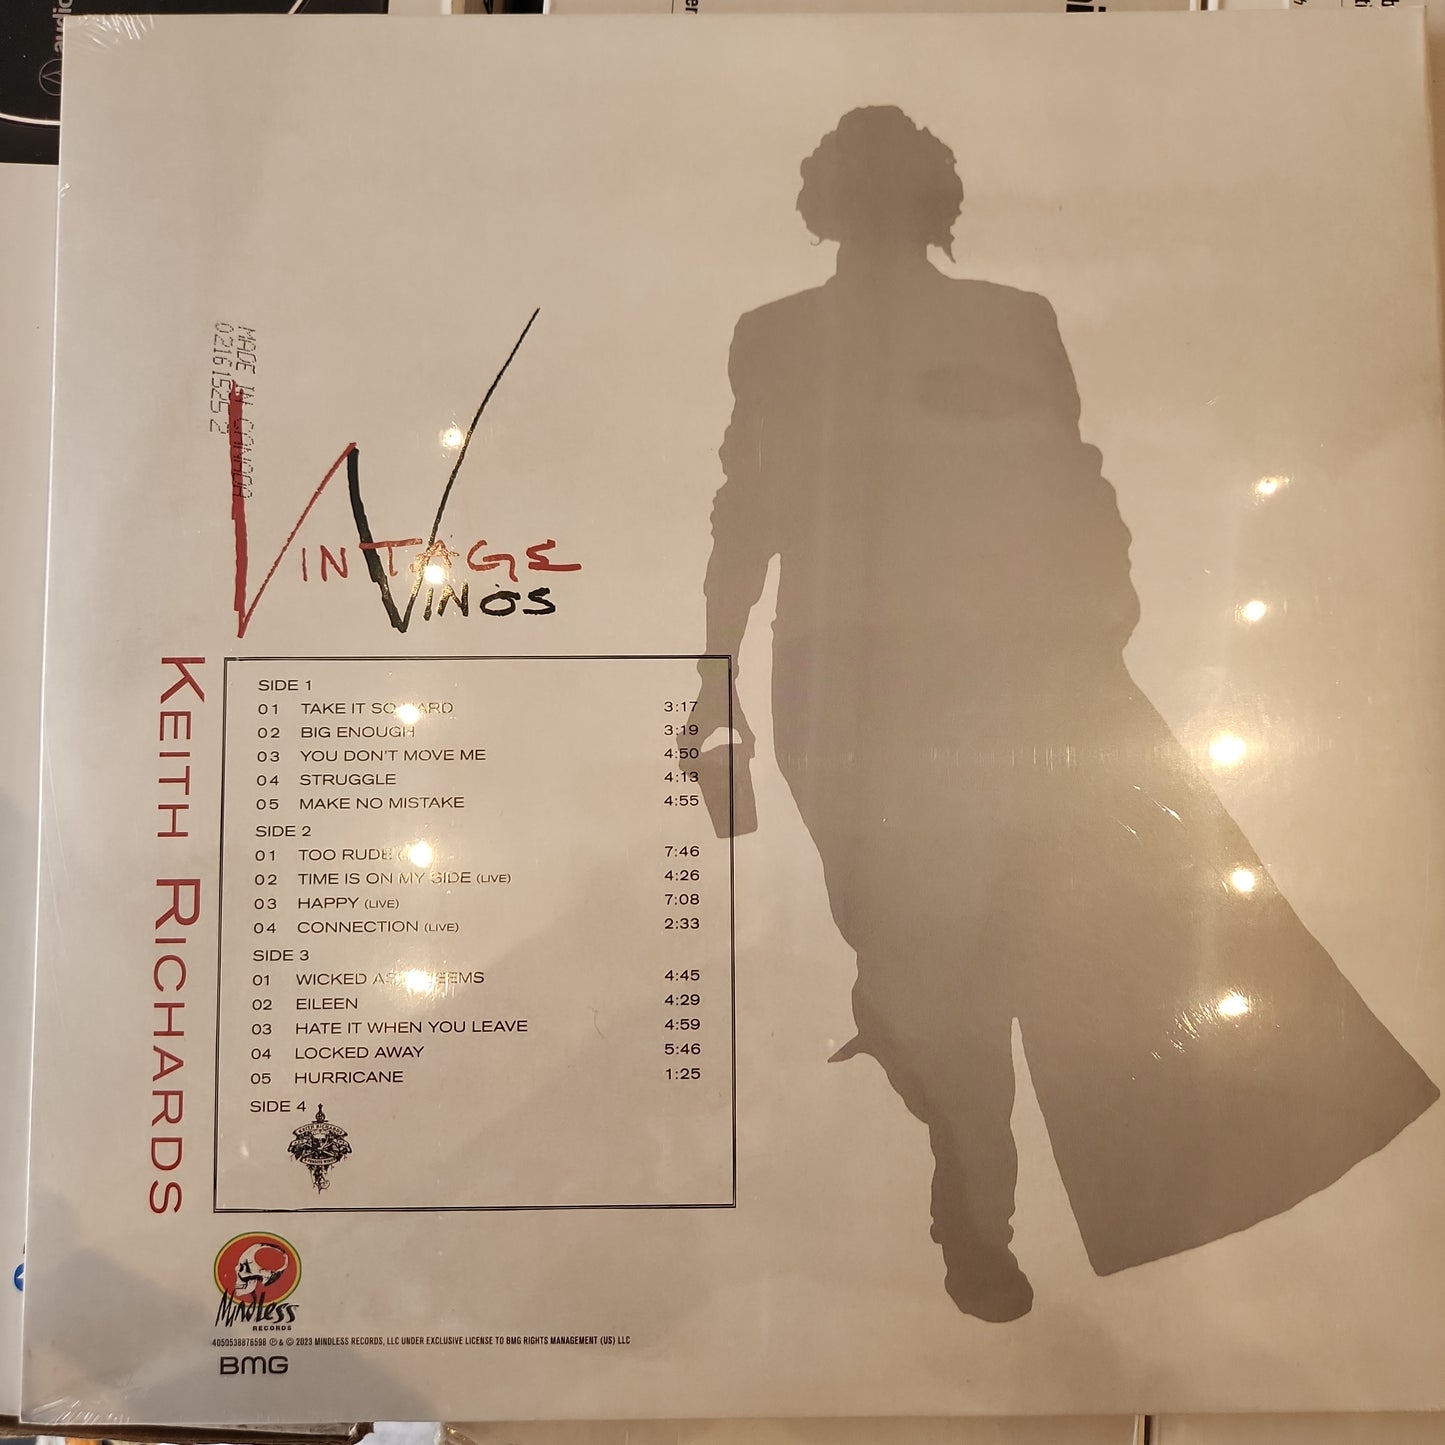 audio
MADE IN CANADA
02161525 2
VINTAGE
VINOS
KEITH RICHARDS
SIDE 1
01 TAKE IT SO HARD 3:17
02 BIG ENOUGH 3:19
03 YOU DON'T MOVE ME 4:50
04 STRUGGLE 4:13
05 MAKE NO MISTAKE 4:55
SIDE 2
01 TOO RUDE 7:46
02 TIME IS ON MY SIDE (LIVE) 4:26
03 HAPPY (LIVE) 7:08
04 CONNECTION (LIVE) 2:33
SIDE 3
01 WICKED AS IT SEEMS 4:45
02 EILEEN 4:29
03 HATE IT WHEN YOU LEAVE 4:59
04 LOCKED AWAY 5:46
05 HURRICANE 1:25
SIDE 4
KEITH RICHARDS
Mindless
RECORDS
4050538876598 ℗ & © 2023 MINDLESS RECORDS, LLC UNDER EXCLUSIVE LICENSE TO BMG RIGHTS MANAGEMENT (US) LLC
BMG